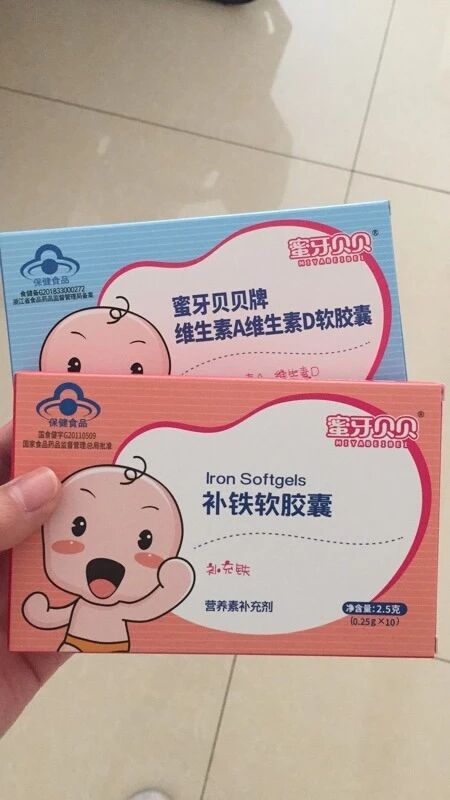 蜜牙贝贝®
MIYABEIBEI
保健食品
食健备G201833000272
浙江省食品药品监督管理局备案
蜜牙贝贝牌
维生素A维生素D软胶囊
维生素D
蜜牙贝贝®
MIYABEIBEI
保健食品
国食健字G20110509
国家食品药品监督管理总局批准
Iron Softgels
补铁软胶囊
补充铁
营养素补充剂
净含量:2.5克
(0.25g×10)